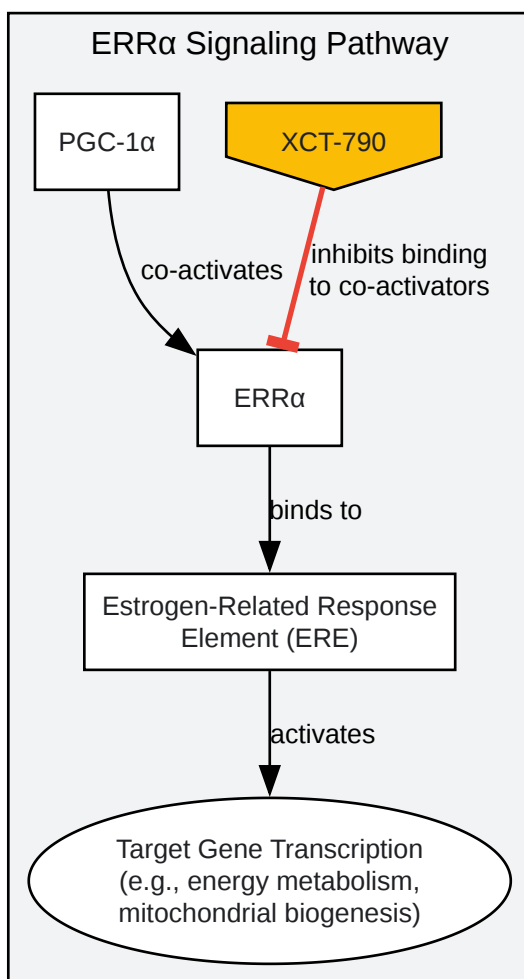 ERRα Signaling Pathway
PGC-1α
XCT-790
co-activates
inhibits binding
to co-activators
ERRα
binds to
Estrogen-Related Response
Element (ERE)
activates
Target Gene Transcription
(e.g., energy metabolism,
mitochondrial biogenesis)